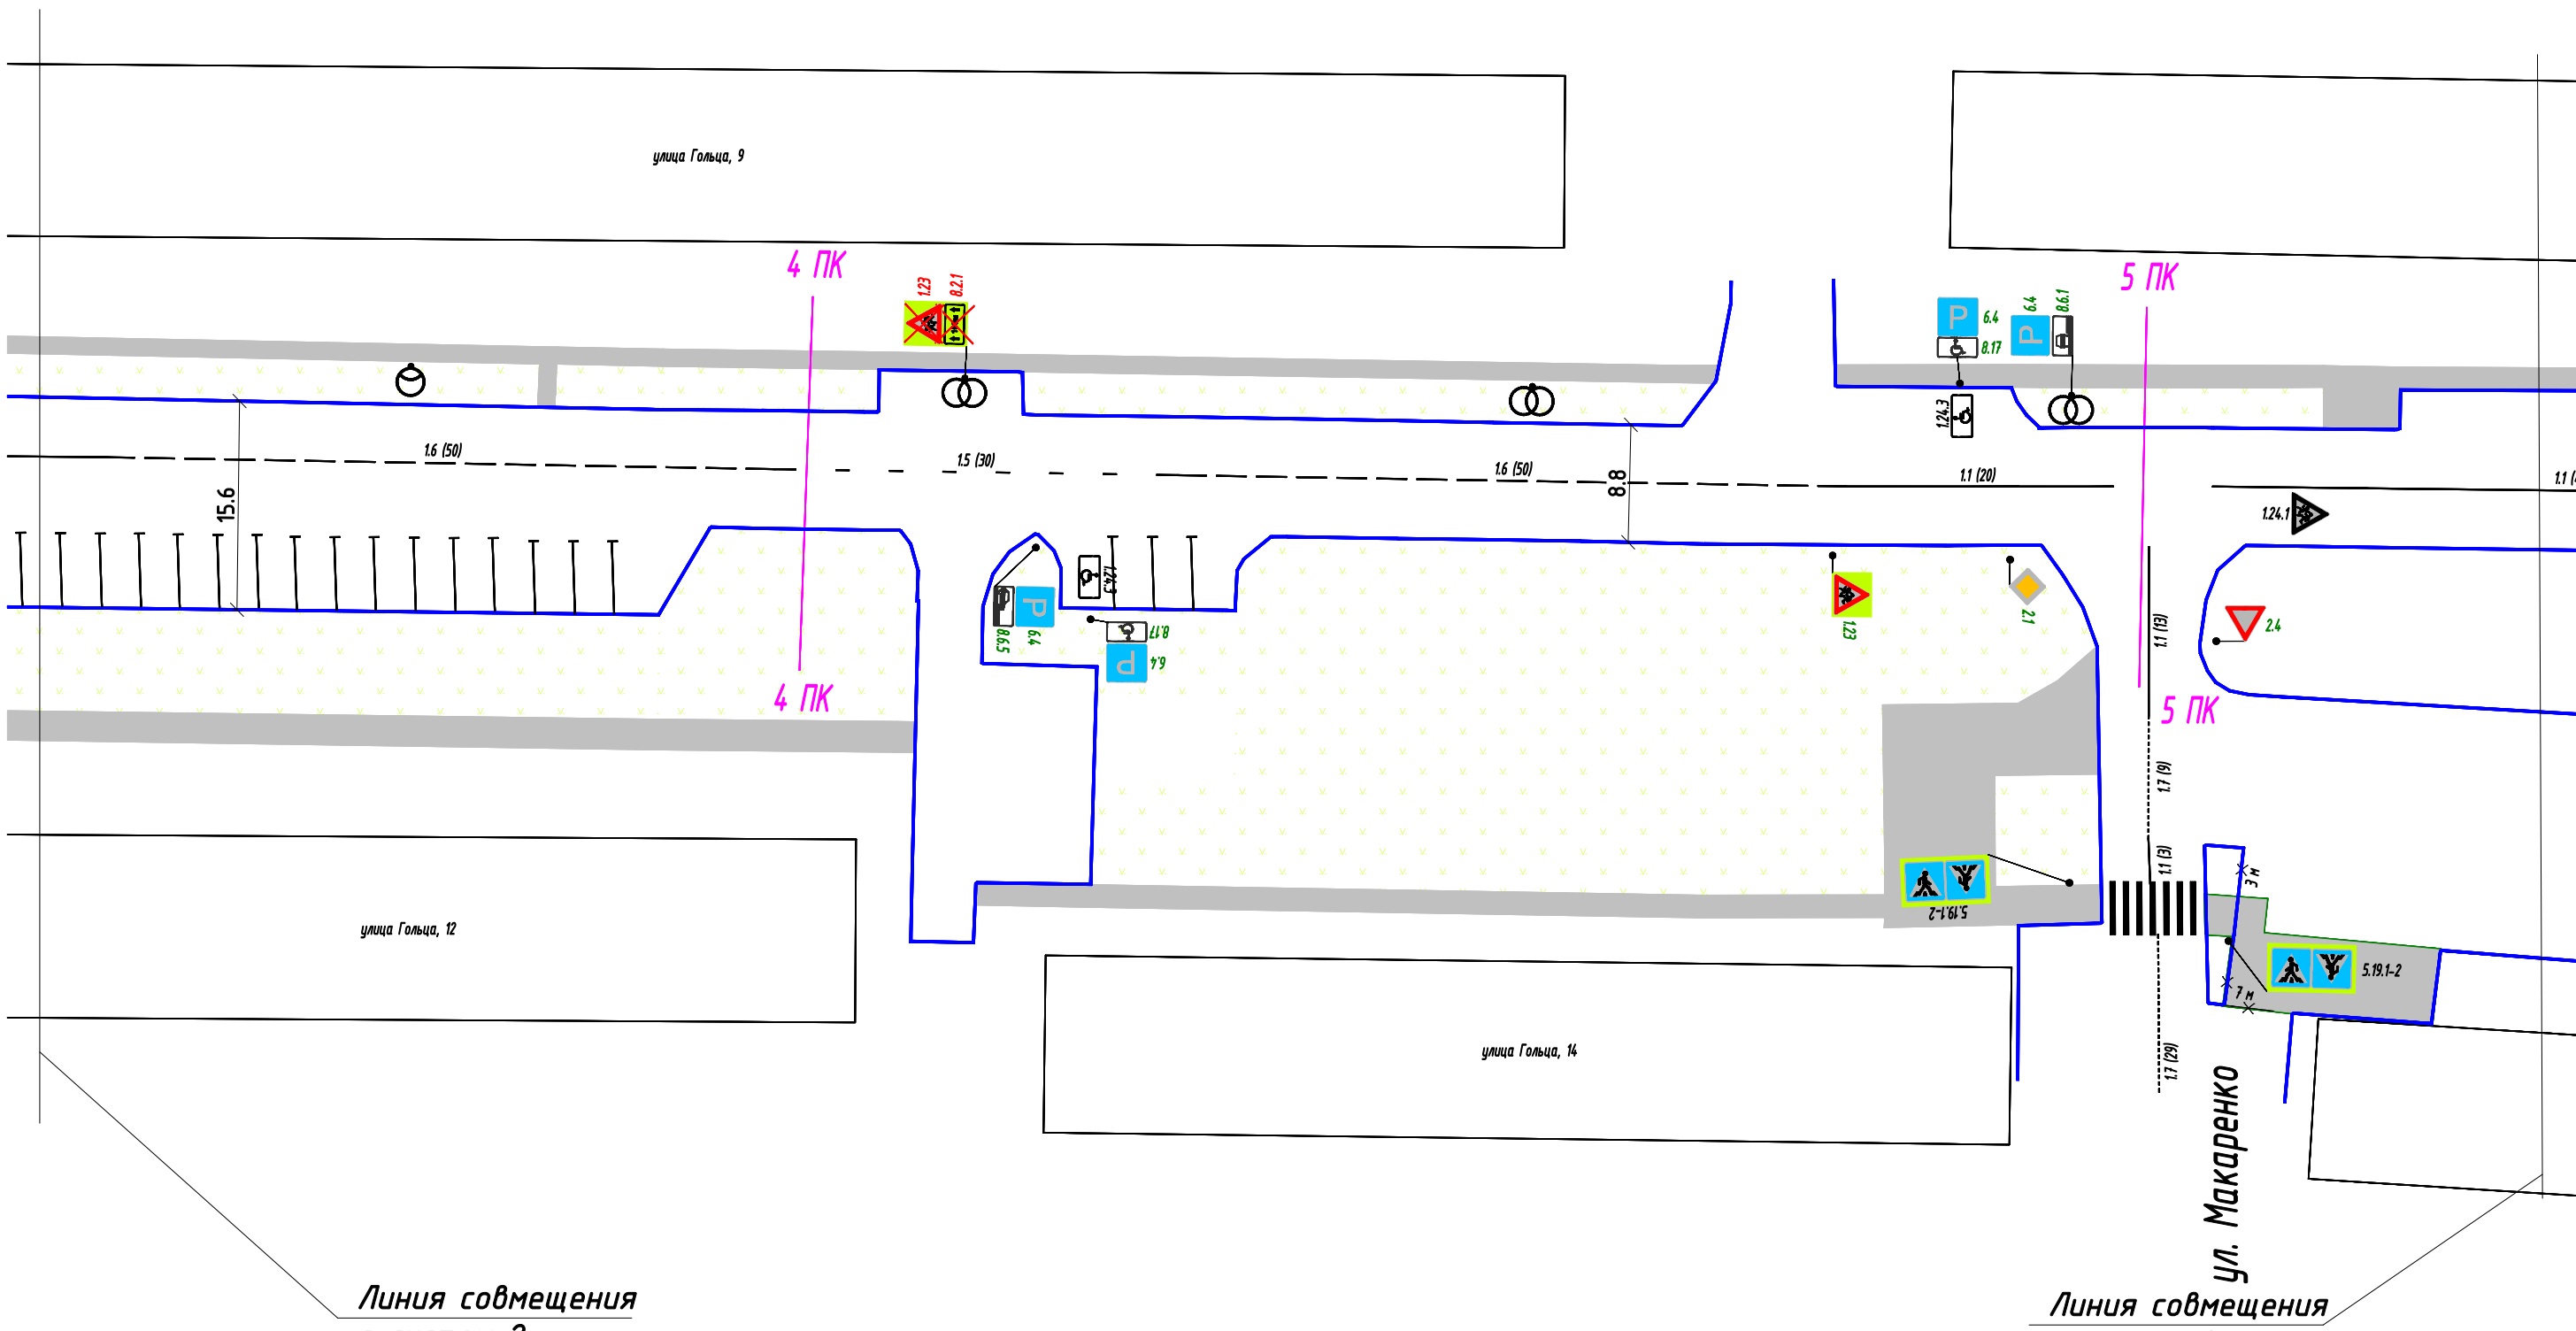 улица Гольца, 9
4 ПК
1.23
8.2.1
5 ПК
6.4
8.17
6.4
8.6.1
P
P
1.24.3
1.6 (50)
1.5 (30)
1.6 (50)
8.8
1.1 (20)
15.6
1.24.1
1.24.3
P
8.6.5
6.4
8.17
P
6.4
1.23
2.1
1.1 (13)
2.4
4 ПК
5 ПК
1.7 (9)
1.1 (3)
3 м
5.19.1-2
улица Гольца, 12
5.19.1-2
7 м
улица Гольца, 14
1.7 (29)
ул. Макаренко
Линия совмещения
Линия совмещения